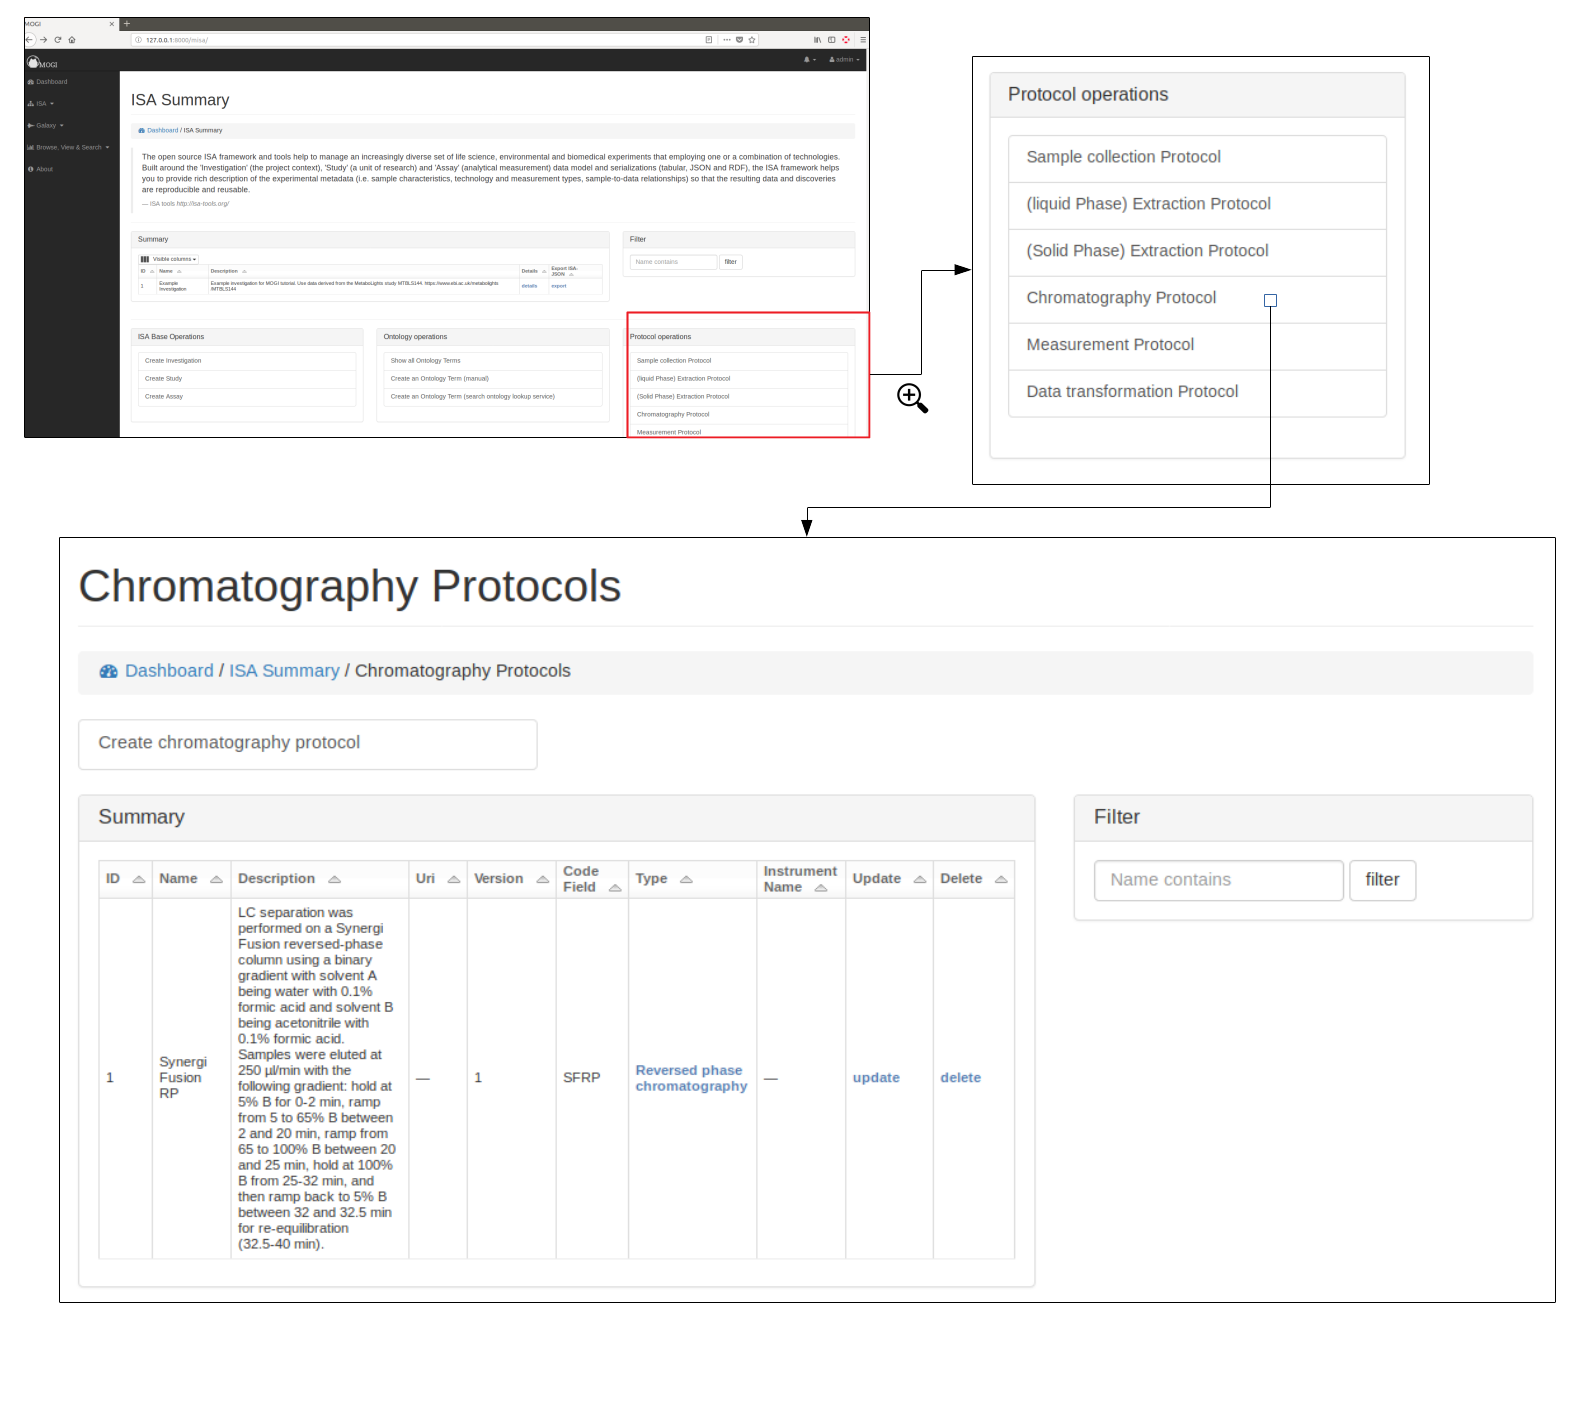 MOGI
127.0.0.1:8000/misa/
MOGI
admin
Dashboard
ISA
Galaxy
Browse, View & Search
About
ISA Summary
Dashboard / ISA Summary
The open source ISA framework and tools help to manage an increasingly diverse set of life science, environmental and biomedical experiments that employing one or a combination of technologies.
Built around the 'Investigation' (the project context), 'Study' (a unit of research) and 'Assay' (analytical measurement) data model and serializations (tabular, JSON and RDF), the ISA framework helps
you to provide rich description of the experimental metadata (i.e. sample characteristics, technology and measurement types, sample-to-data relationships) so that the resulting data and discoveries
are reproducible and reusable.
— ISA tools http://isa-tools.org/
Summary
Visible columns
ID Name Description Details Export ISA-
JSON
1 Example
Investigation
Example investigation for MOGI tutorial. Use data derived from the MetaboLights study MTBLS144. https://www.ebi.ac.uk/metabolights
/MTBLS144
details export
Filter
Name contains filter
ISA Base Operations
Create Investigation
Create Study
Create Assay
Ontology operations
Show all Ontology Terms
Create an Ontology Term (manual)
Create an Ontology Term (search ontology lookup service)
Protocol operations
Sample collection Protocol
(liquid Phase) Extraction Protocol
(Solid Phase) Extraction Protocol
Chromatography Protocol
Measurement Protocol
Protocol operations
Sample collection Protocol
(liquid Phase) Extraction Protocol
(Solid Phase) Extraction Protocol
Chromatography Protocol
Measurement Protocol
Data transformation Protocol
Chromatography Protocols
Dashboard / ISA Summary / Chromatography Protocols
Create chromatography protocol
Summary
ID Name Description Uri Version Code
Field Type Instrument
Name Update Delete
1
Synergi
Fusion
RP
LC separation was
performed on a Synergi
Fusion reversed-phase
column using a binary
gradient with solvent A
being water with 0.1%
formic acid and solvent B
being acetonitrile with
0.1% formic acid.
Samples were eluted at
250 µl/min with the
following gradient: hold at
5% B for 0-2 min, ramp
from 5 to 65% B between
2 and 20 min, ramp from
65 to 100% B between 20
and 25 min, hold at 100%
B from 25-32 min, and
then ramp back to 5% B
between 32 and 32.5 min
for re-equilibration
(32.5-40 min).
—
1
SFRP
Reversed phase
chromatography
—
update
delete
Filter
Name contains filter